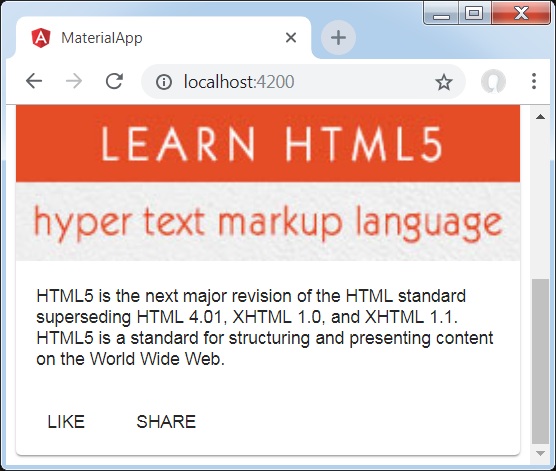 MaterialApp
localhost:4200
LEARN HTML5
hyper text markup language
HTML5 is the next major revision of the HTML standard
superseding HTML 4.01, XHTML 1.0, and XHTML 1.1.
HTML5 is a standard for structuring and presenting content
on the World Wide Web.
LIKE SHARE